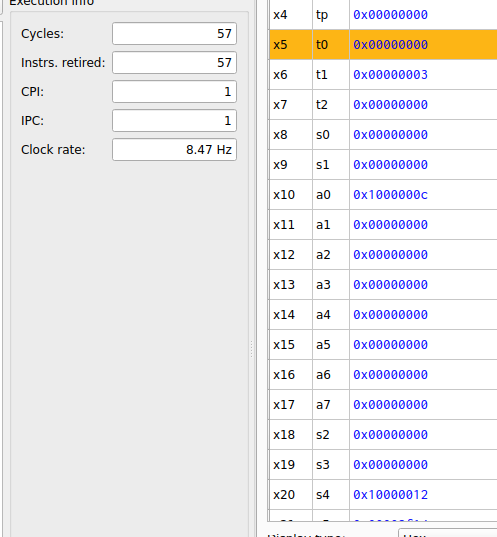 Execution info
Cycles: 57
Instrs. retired: 57
CPI: 1
IPC: 1
Clock rate: 8.47 Hz
x4 tp 0x00000000
x5 t0 0x00000000
x6 t1 0x00000003
x7 t2 0x00000000
x8 s0 0x00000000
x9 s1 0x00000000
x10 a0 0x1000000c
x11 a1 0x00000000
x12 a2 0x00000000
x13 a3 0x00000000
x14 a4 0x00000000
x15 a5 0x00000000
x16 a6 0x00000000
x17 a7 0x00000000
x18 s2 0x00000000
x19 s3 0x00000000
x20 s4 0x10000012
Display type: Hex